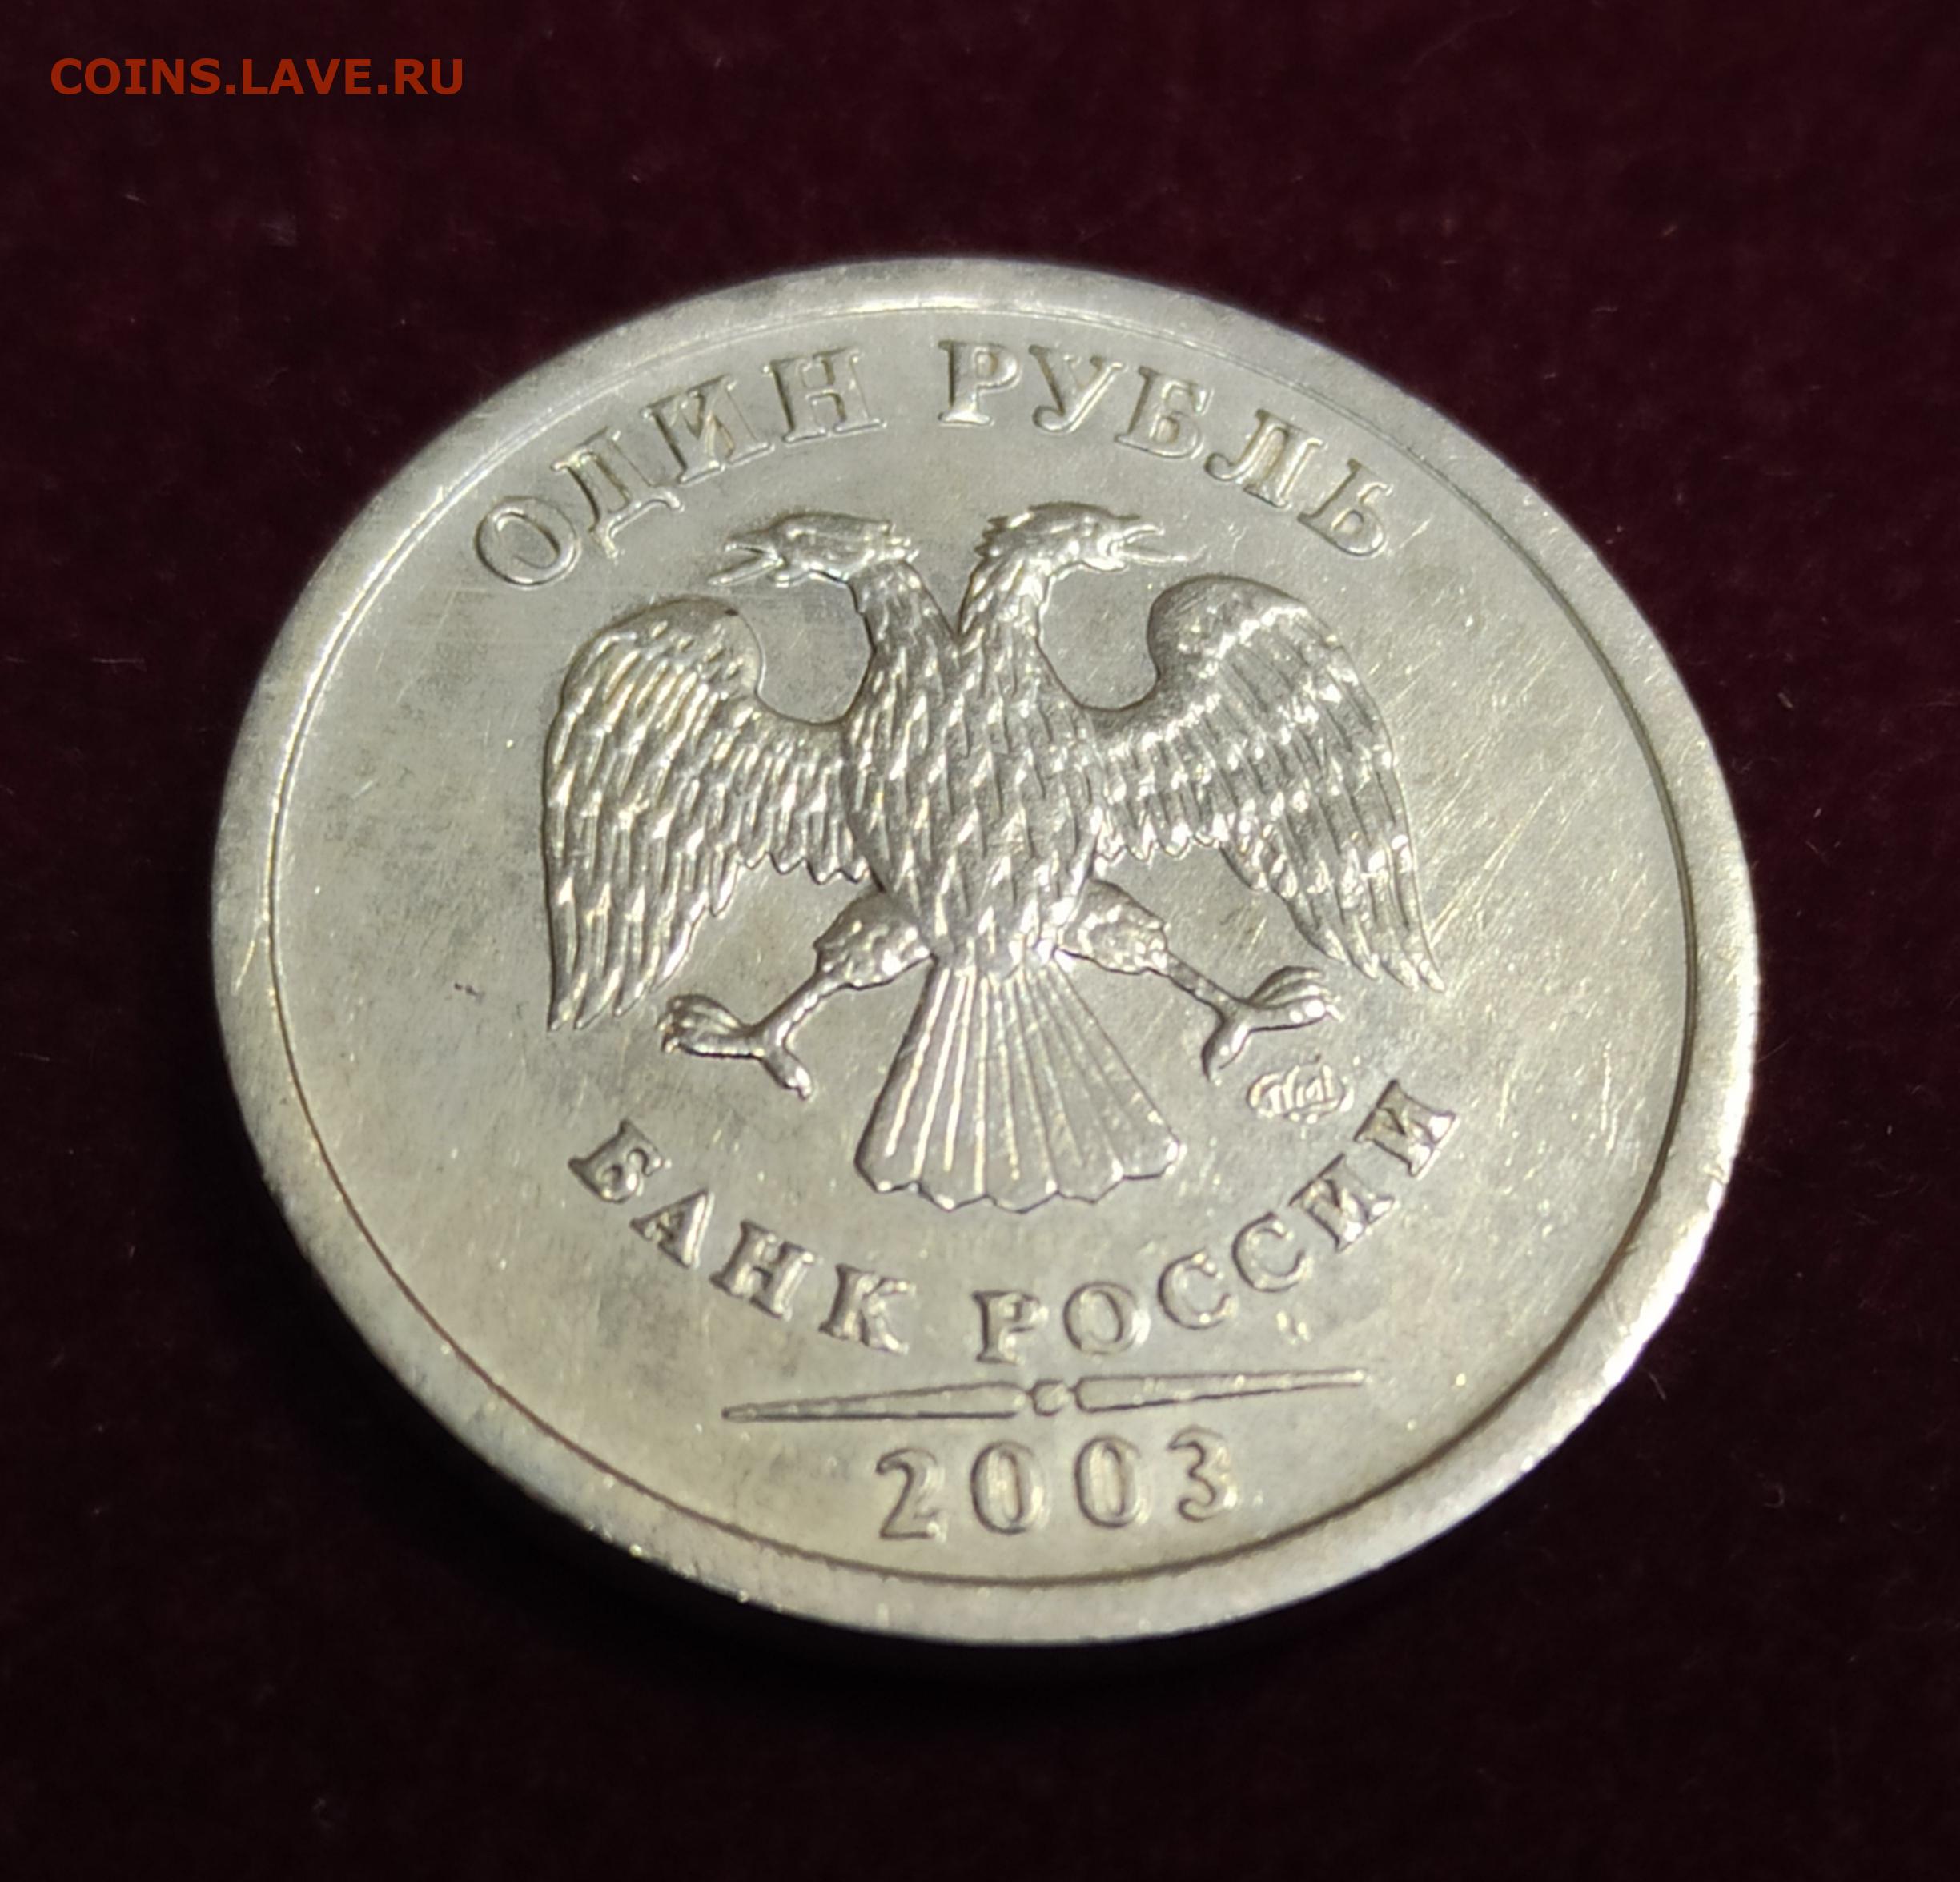 COINS.LAVE.RU
ОДИН РУБЛЬ
БАНК РОССИИ
2003